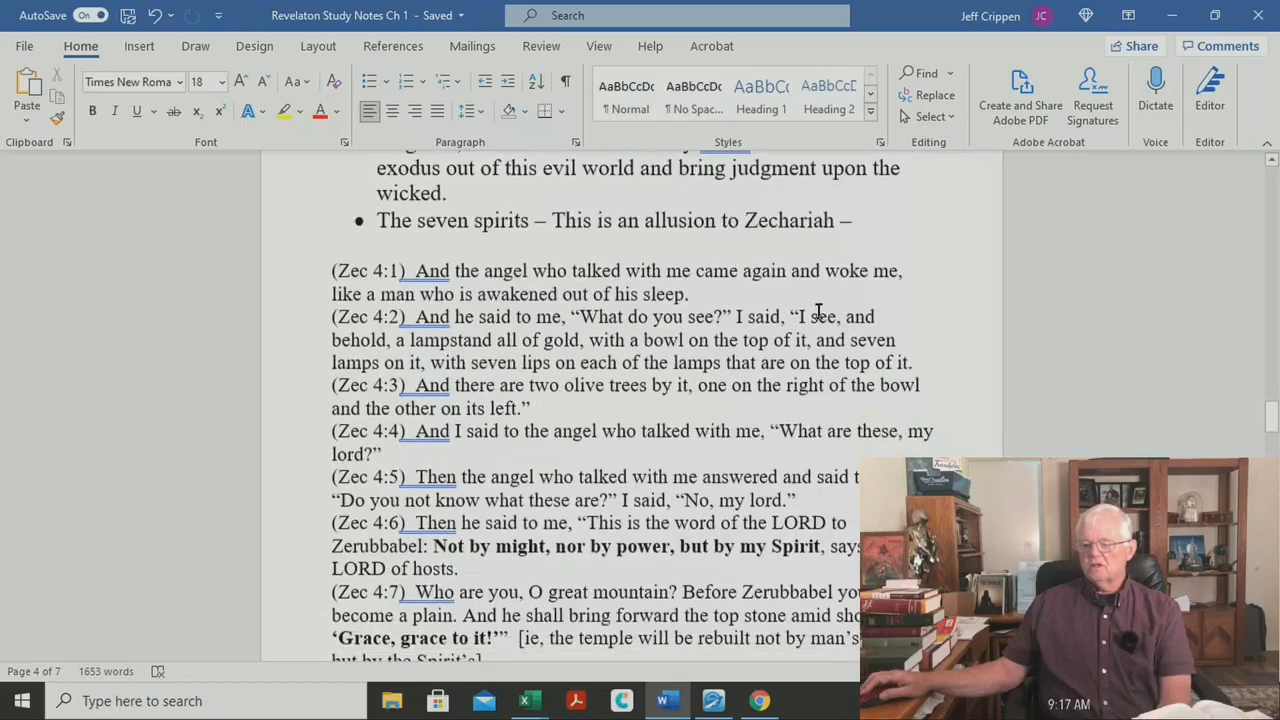 AutoSave On Revelaton Study Notes Ch 1 - Saved Search Jeff Crippen JC
File Home Insert Draw Design Layout References Mailings Review View Help Acrobat Share Comments
Times New Roma 18 Aa
Paste
B I U ab x₂ x² A A
AaBbCcDc AaBbCcDc AaBbC AaBbCcD
¶ Normal ¶ No Spac... Heading 1 Heading 2
Find
Replace
Select
Create and Share Adobe PDF
Request Signatures
Dictate
Editor
Clipboard Font Paragraph Styles Editing Adobe Acrobat Voice Editor
exodus out of this evil world and bring judgment upon the
wicked.
• The seven spirits – This is an allusion to Zechariah –
(Zec 4:1) And the angel who talked with me came again and woke me,
like a man who is awakened out of his sleep.
(Zec 4:2) And he said to me, “What do you see?” I said, “I see, and
behold, a lampstand all of gold, with a bowl on the top of it, and seven
lamps on it, with seven lips on each of the lamps that are on the top of it.
(Zec 4:3) And there are two olive trees by it, one on the right of the bowl
and the other on its left.”
(Zec 4:4) And I said to the angel who talked with me, “What are these, my
lord?”
(Zec 4:5) Then the angel who talked with me answered and said t
“Do you not know what these are?” I said, “No, my lord.”
(Zec 4:6) Then he said to me, “This is the word of the LORD to
Zerubbabel: Not by might, nor by power, but by my Spirit, says
LORD of hosts.
(Zec 4:7) Who are you, O great mountain? Before Zerubbabel yo
become a plain. And he shall bring forward the top stone amid sho
‘Grace, grace to it!’” [ie, the temple will be rebuilt not by man’s
but by the Spirit’s]
Page 4 of 7 1653 words
Type here to search
9:17 AM